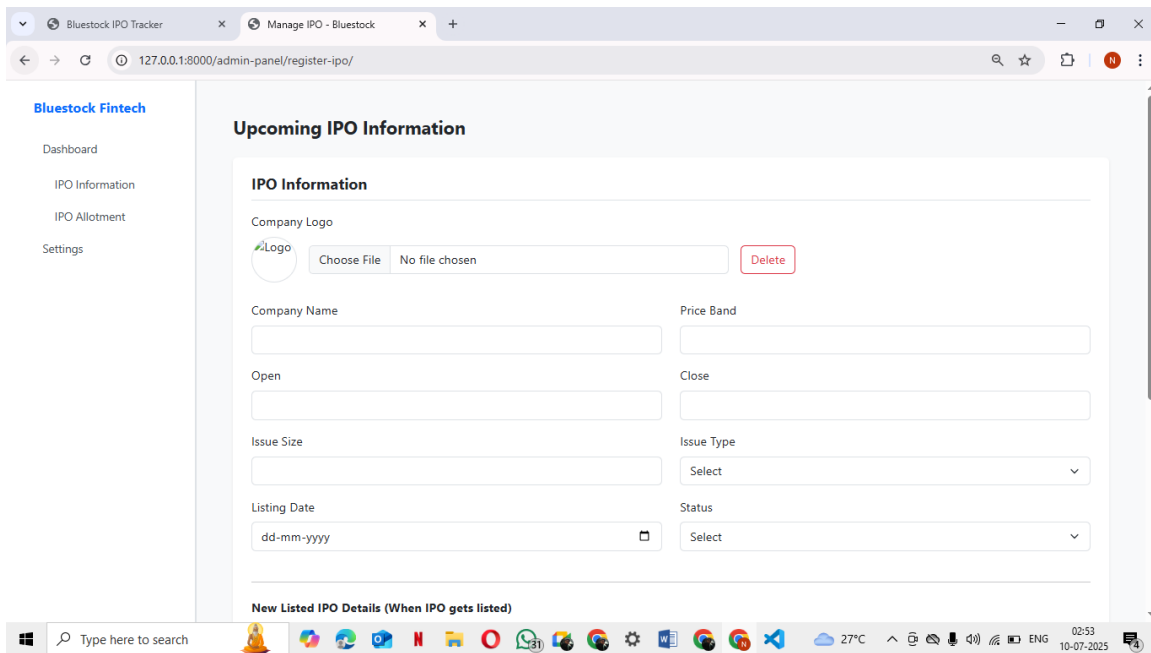 Bluestock IPO Tracker
Manage IPO - Bluestock
127.0.0.1:8000/admin-panel/register-ipo/
N
Bluestock Fintech
Dashboard
IPO Information
IPO Allotment
Settings
Upcoming IPO Information
IPO Information
Company Logo
Logo
Choose File No file chosen
Delete
Company Name Price Band
Open Close
Issue Size Issue Type
Select
Listing Date Status
dd-mm-yyyy Select
New Listed IPO Details (When IPO gets listed)
Type here to search
31
27°C
ENG
02:53
10-07-2025
4